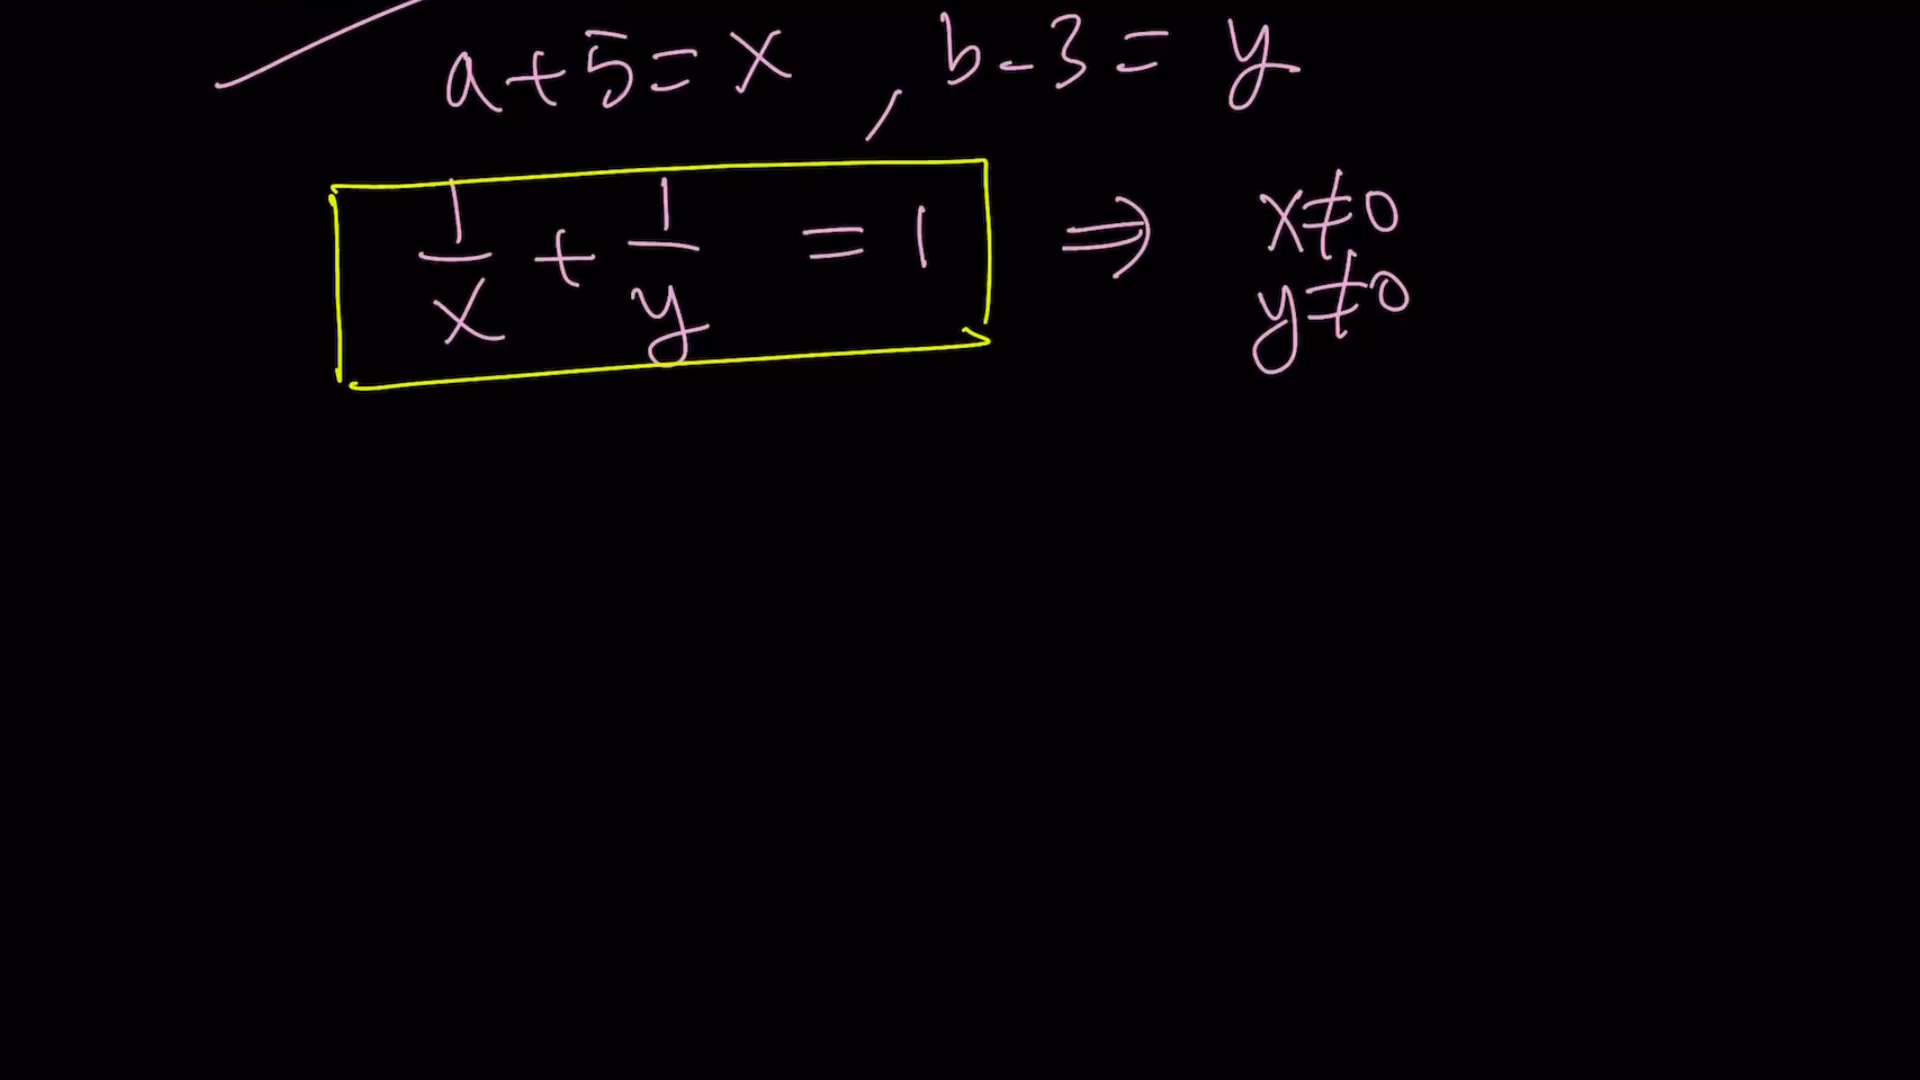 a+5=x , b-3=y
1/x + 1/y = 1 ⇒ x≠0
y≠0